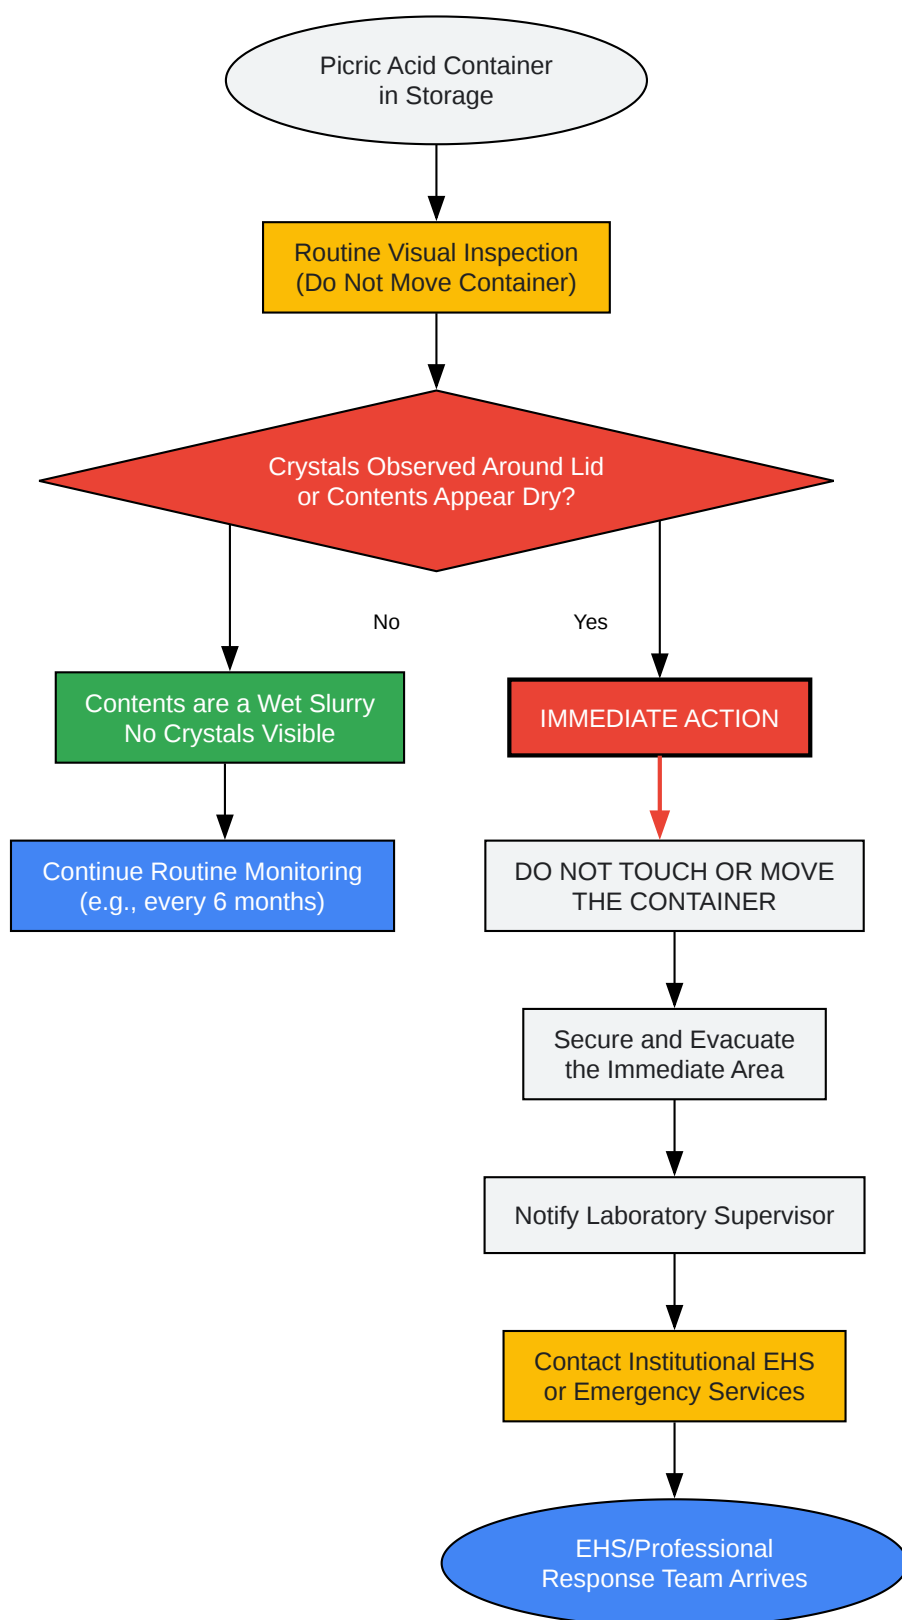 Picric Acid Container
in Storage
Routine Visual Inspection
(Do Not Move Container)
Crystals Observed Around Lid
or Contents Appear Dry?
No
Yes
Contents are a Wet Slurry
No Crystals Visible
IMMEDIATE ACTION
Continue Routine Monitoring
(e.g., every 6 months)
DO NOT TOUCH OR MOVE
THE CONTAINER
Secure and Evacuate
the Immediate Area
Notify Laboratory Supervisor
Contact Institutional EHS
or Emergency Services
EHS/Professional
Response Team Arrives